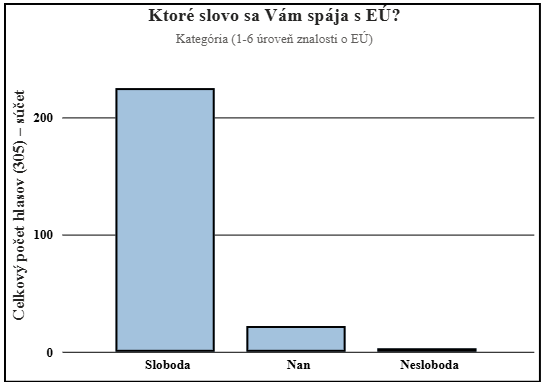 Ktoré slovo sa Vám spája s EÚ?
Kategória (1-6 úroveň znalosti o EÚ)
Celkový počet hlasov (305) – súčet
200
100
0
Sloboda
Nan
Nesloboda